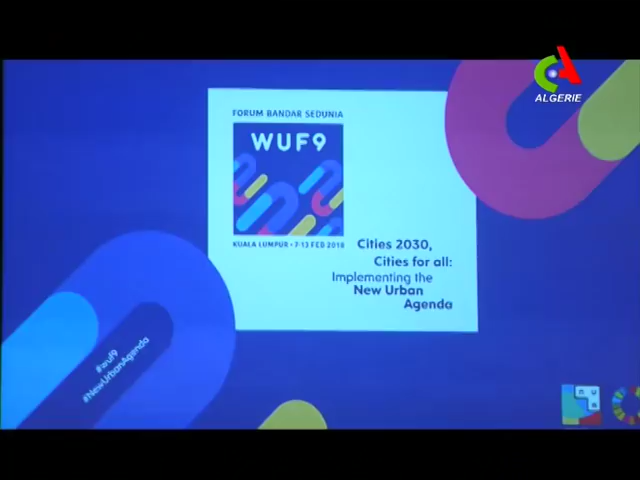 ALGERIE
FORUM BANDAR SEDUNIA
WUF9
KUALA LUMPUR • 7-13 FEB 2018
Cities 2030,
Cities for all:
Implementing the
New Urban
Agenda
#wuf9
#NewUrbanAgenda